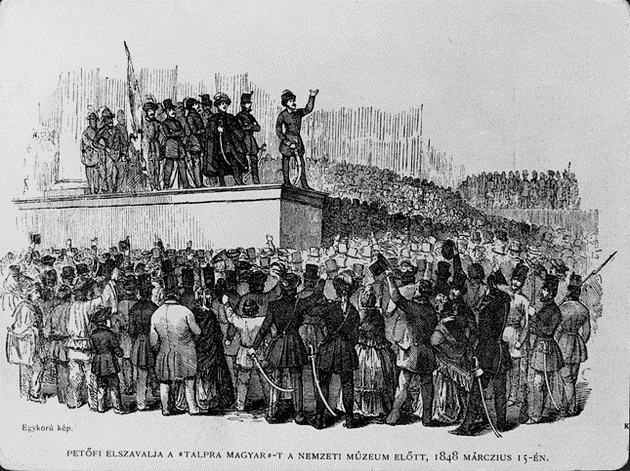 Egykorú kép.
K
PETŐFI ELSZAVALJA A «TALPRA MAGYAR»-T A NEMZETI MÚZEUM ELŐTT, 1848 MÁRCZIUS 15-ÉN.